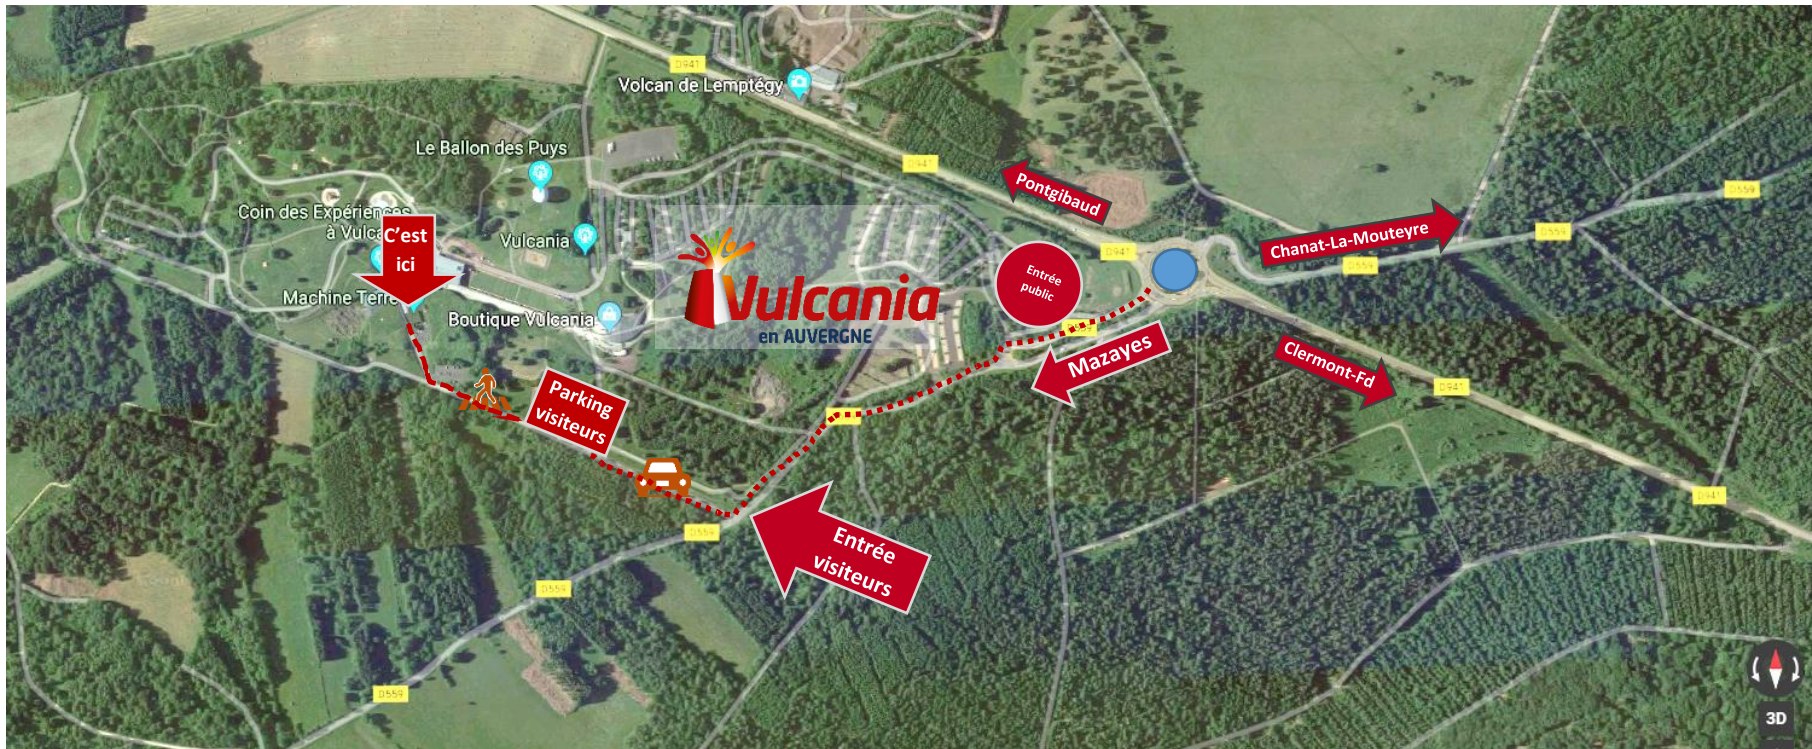 D941
Volcan de Lemptégy
Le Ballon des Puys
D941
Pontgibaud
D559
Coin des Expériences
à Vulca
C'est
ici
Vulcania
Chanat-La-Mouteyre
D559
D941
D559
Entrée
public
Machine Terre
Boutique Vulcania
Vulcania
en AUVERGNE
D559
Mazayes
Clermont-Fd
D941
Parking
visiteurs
D941
Entrée
visiteurs
D559
D559
D559
3D